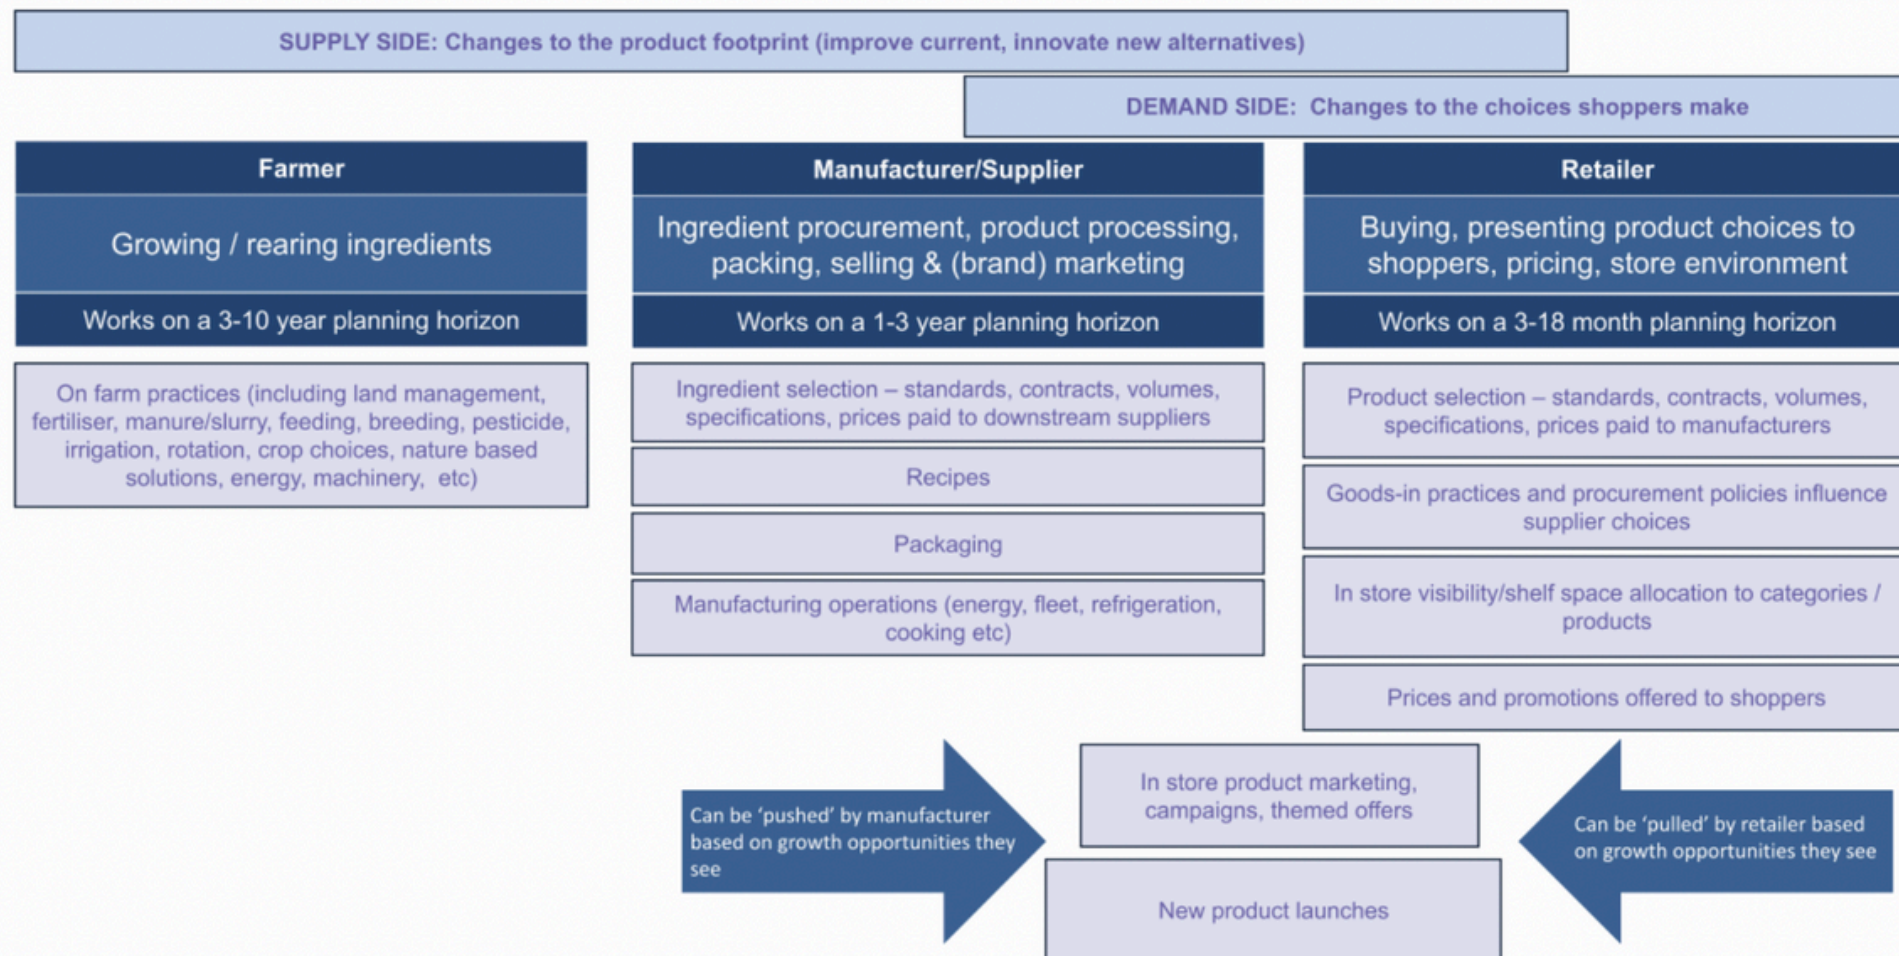 SUPPLY SIDE: Changes to the product footprint (improve current, innovate new alternatives)
DEMAND SIDE: Changes to the choices shoppers make
Farmer
Growing / rearing ingredients
Works on a 3-10 year planning horizon
On farm practices (including land management,
fertiliser, manure/slurry, feeding, breeding, pesticide,
irrigation, rotation, crop choices, nature based
solutions, energy, machinery, etc)
Manufacturer/Supplier
Ingredient procurement, product processing,
packing, selling & (brand) marketing
Works on a 1-3 year planning horizon
Ingredient selection – standards, contracts, volumes,
specifications, prices paid to downstream suppliers
Recipes
Packaging
Manufacturing operations (energy, fleet, refrigeration,
cooking etc)
Retailer
Buying, presenting product choices to
shoppers, pricing, store environment
Works on a 3-18 month planning horizon
Product selection – standards, contracts, volumes,
specifications, prices paid to manufacturers
Goods-in practices and procurement policies influence
supplier choices
In store visibility/shelf space allocation to categories /
products
Prices and promotions offered to shoppers
Can be ‘pushed’ by manufacturer
based on growth opportunities they
see
In store product marketing,
campaigns, themed offers
New product launches
Can be ‘pulled’ by retailer based
on growth opportunities they see